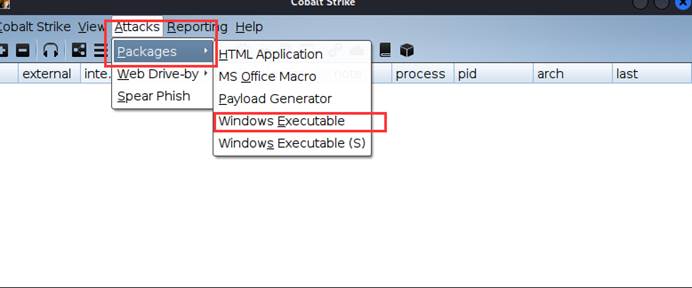 Cobalt Strike
Cobalt Strike View Attacks Reporting Help
Packages
Web Drive-by
Spear Phish
HTML Application
MS Office Macro
Payload Generator
Windows Executable
Windows Executable (S)
external inte. note process pid arch last